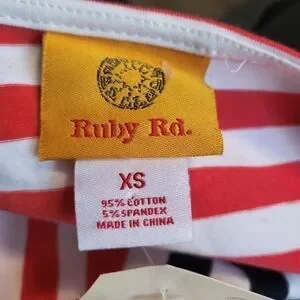 Ruby Rd.
XS
95% COTTON
5% SPANDEX
MADE IN CHINA